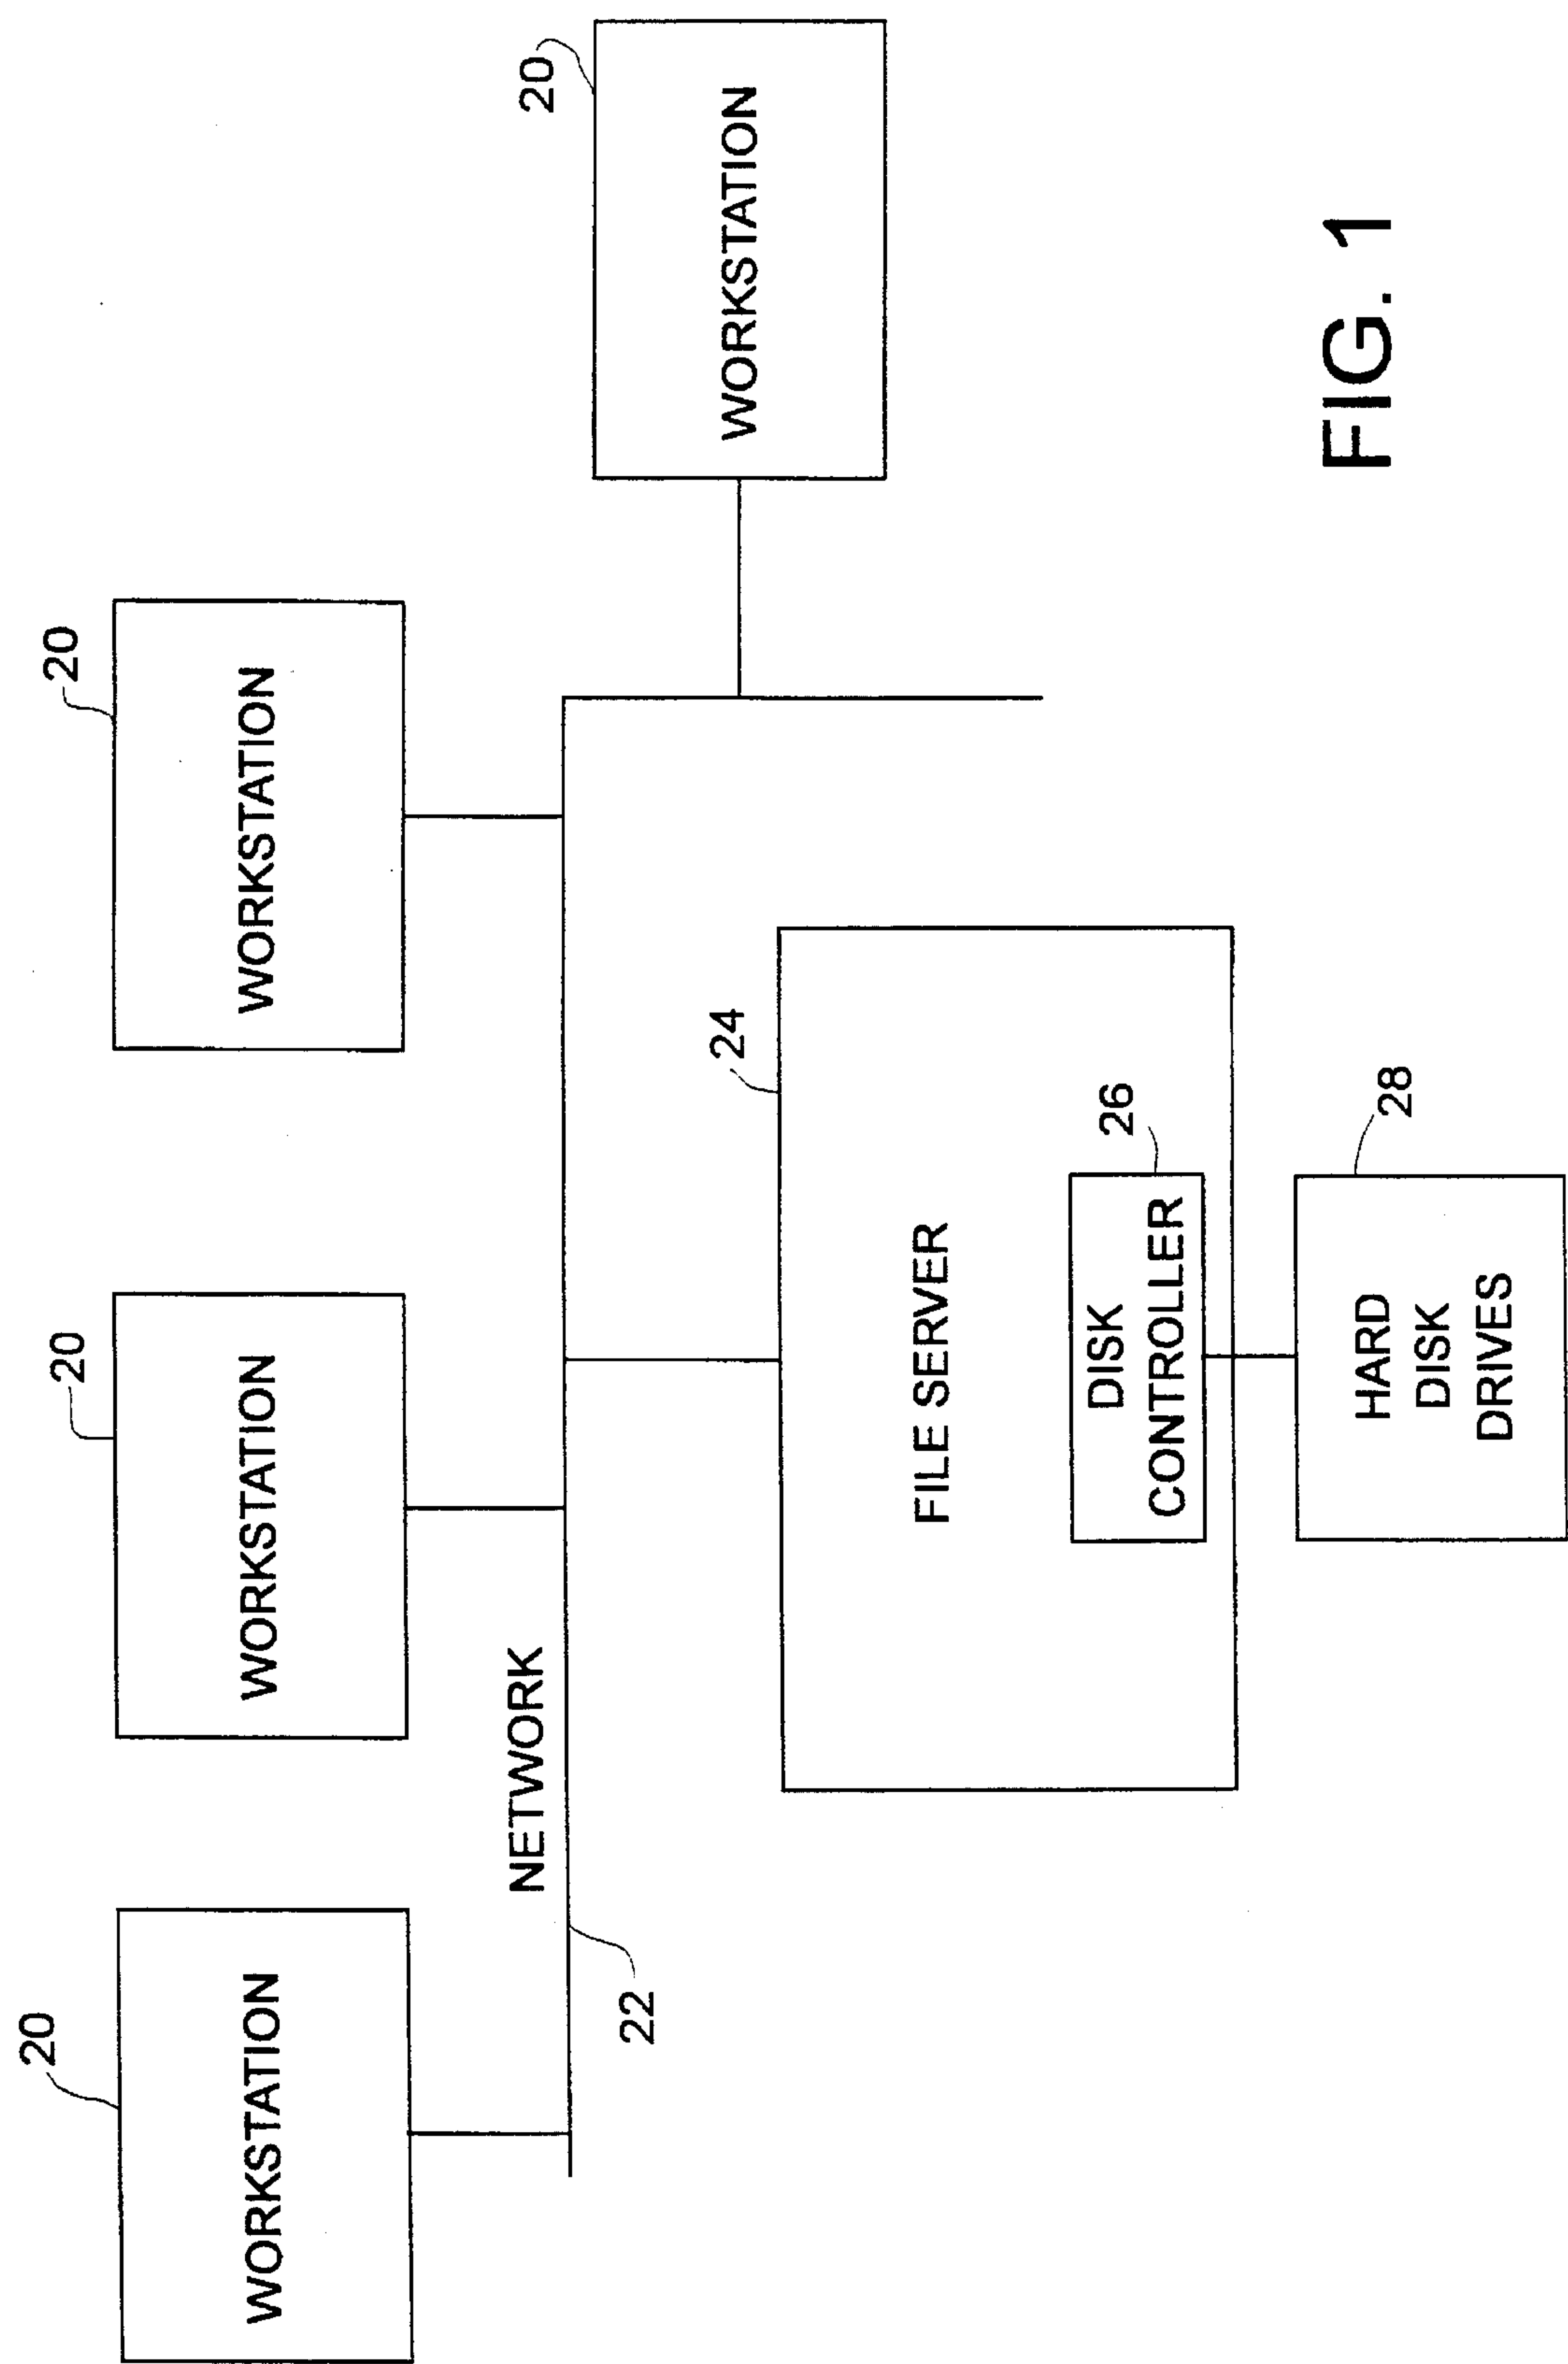 20
WORKSTATION
20
WORKSTATION
20
WORKSTATION
20
WORKSTATION
NETWORK
22
24
FILE SERVER
26
DISK
CONTROLLER
28
HARD
DISK
DRIVES
FIG. 1